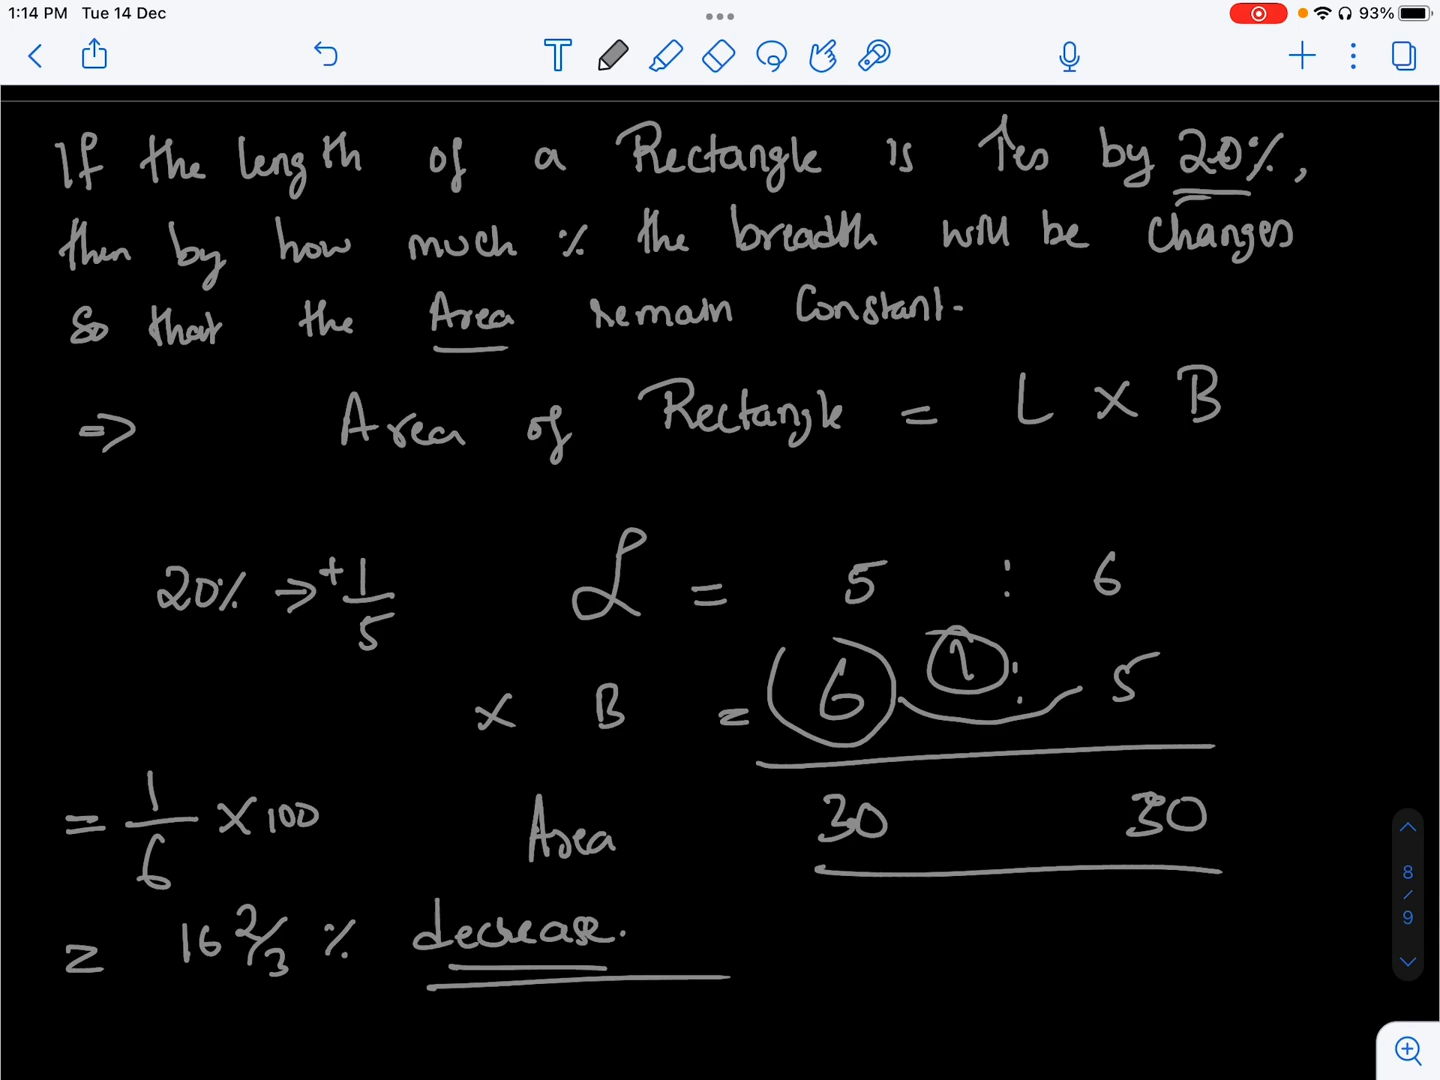 1:14 PM Tue 14 Dec
93%
T
If the length of a Rectangle is ↑es by 20%,
then by how much % the breadth will be changes
So that the Area remain Constant.
⇒ Area of Rectangle = L × B
20% ⇒ +1/5 L = 5 : 6
× B = 6 1 : 5
= 1/6 × 100 Area 30 30
= 16 2/3 % decrease.
8
/
9